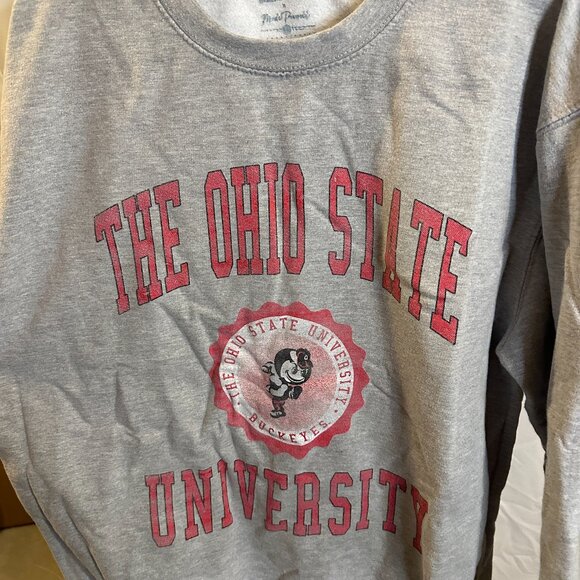 THE OHIO STATE
THE OHIO STATE UNIVERSITY
BUCKEYES
UNIVERSITY